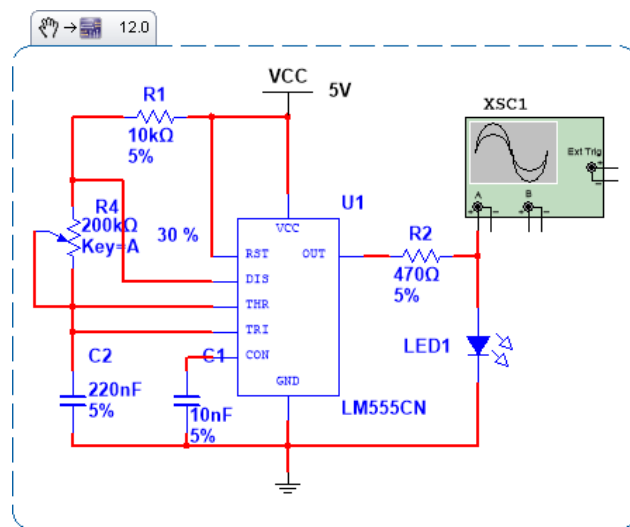 12.0
VCC
5V
R1
10kΩ
5%
XSC1
Ext Trig
A
B
R4
200kΩ
Key=A
30 %
U1
VCC
RST
OUT
DIS
THR
TRI
CON
GND
R2
470Ω
5%
LED1
C2
220nF
5%
C1
10nF
5%
LM555CN